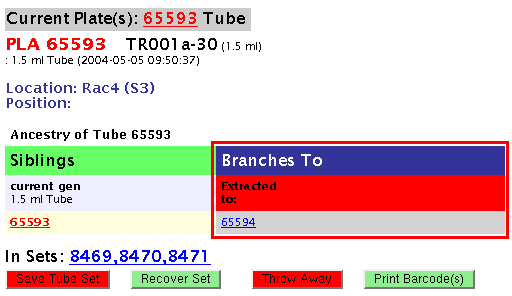 Current Plate(s): 65593 Tube
PLA 65593 TR001a-30 (1.5 ml)
: 1.5 ml Tube (2004-05-05 09:50:37)
Location: Rac4 (S3)
Position:
Ancestry of Tube 65593
Siblings Branches To
current gen Extracted
1.5 ml Tube to:
65593 65594
In Sets: 8469,8470,8471
Save Tube Set Recover Set Throw Away Print Barcode(s)